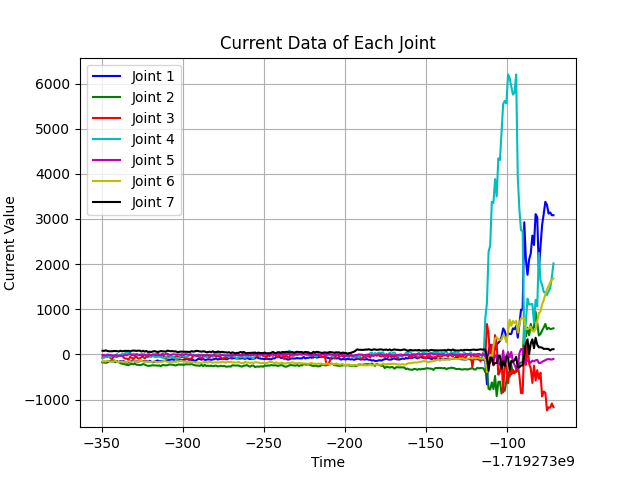 Current Data of Each Joint
Joint 1
Joint 2
Joint 3
Joint 4
Joint 5
Joint 6
Joint 7
6000
5000
4000
3000
2000
1000
0
−1000
Current Value
−350
−300
−250
−200
−150
−100
Time
−1.719273e9